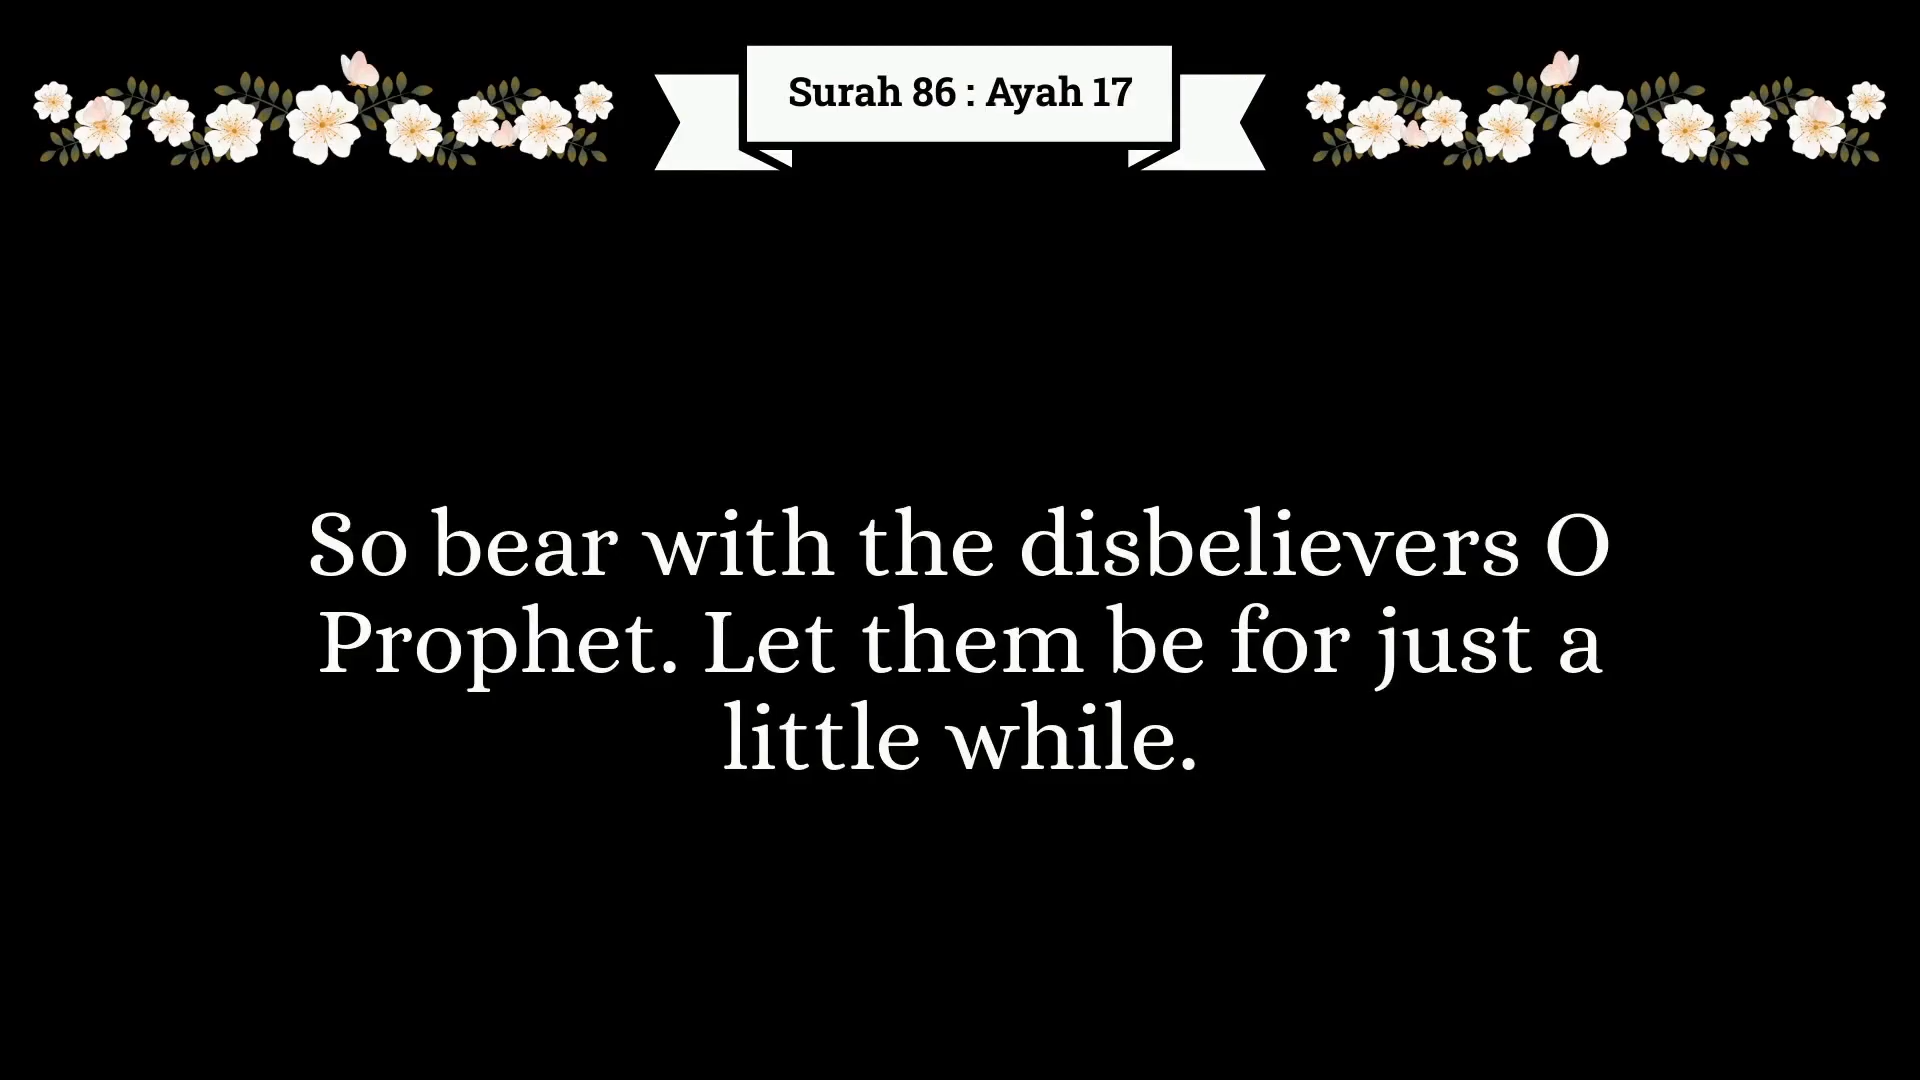 Surah 86 : Ayah 17
So bear with the disbelievers O
Prophet. Let them be for just a
little while.